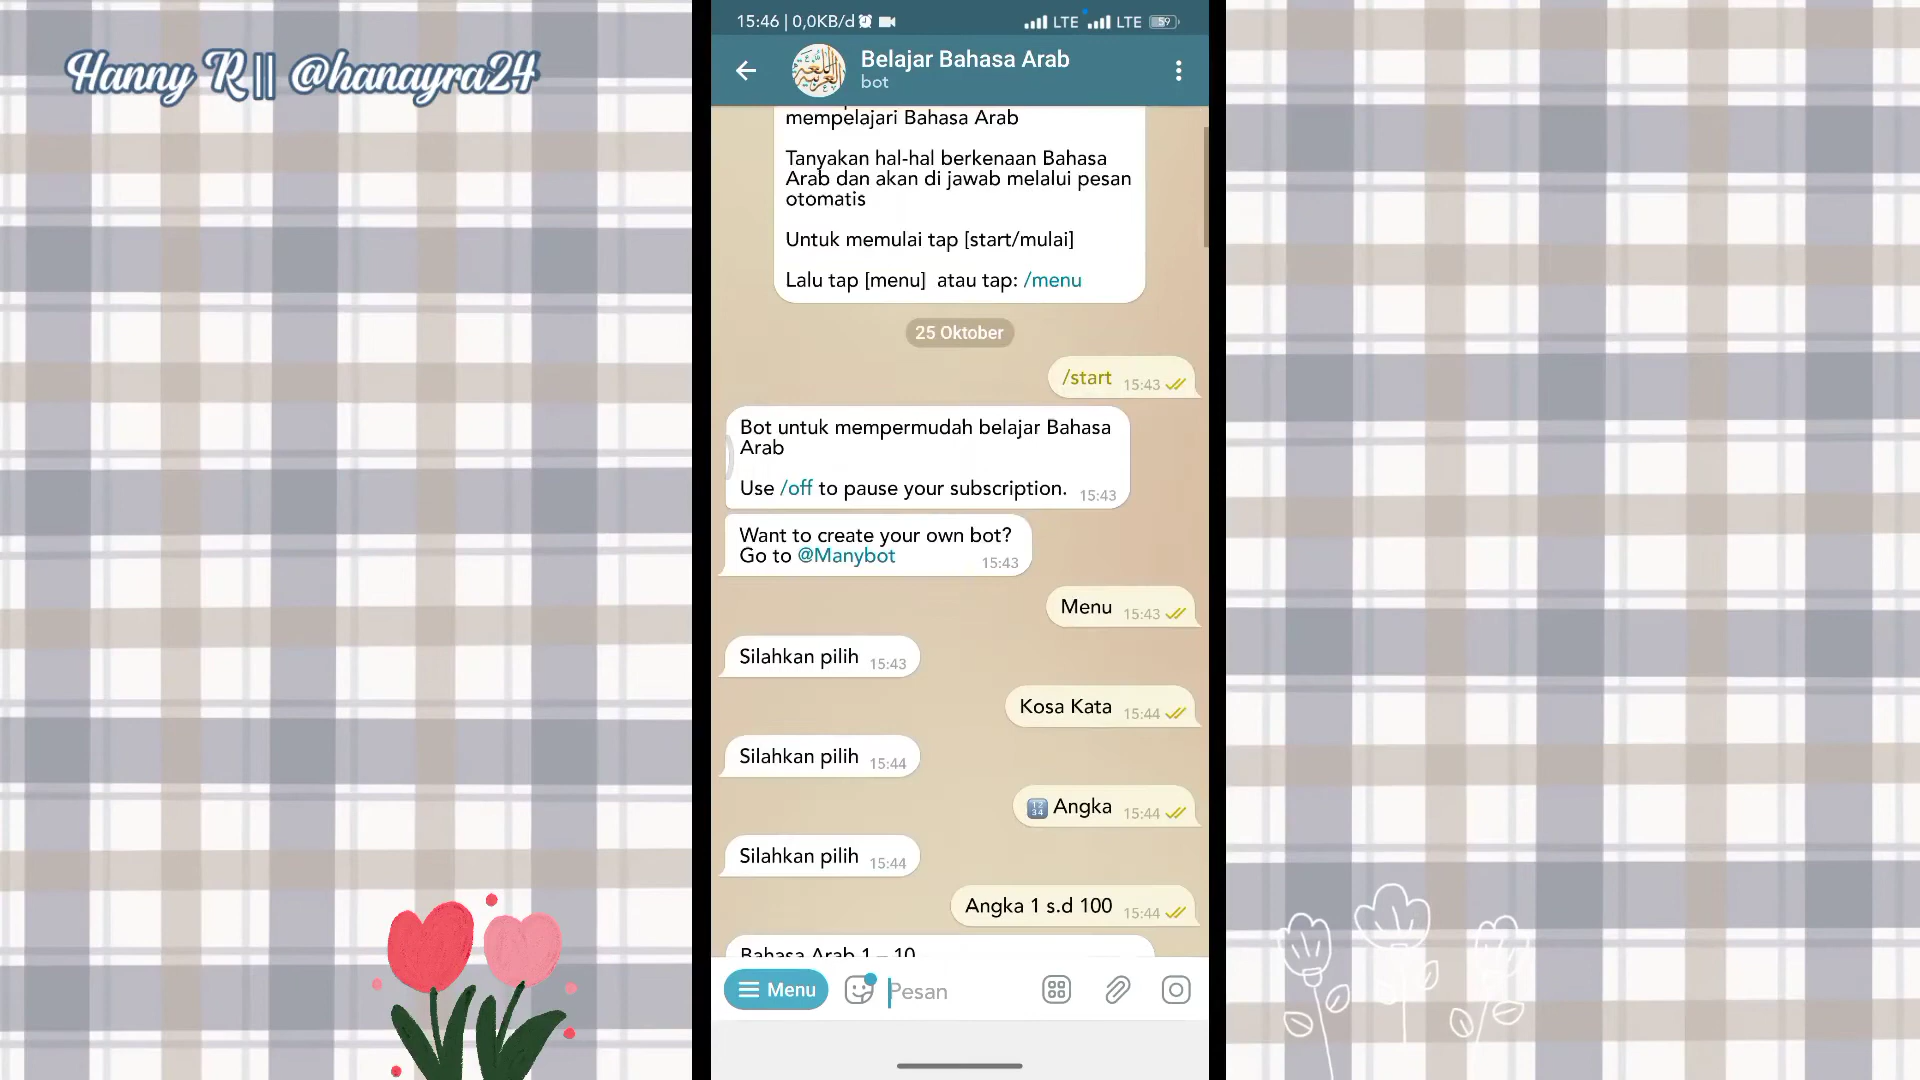 Hanny R|| @hanayra24
15:46 | 0,0KB/d
LTE LTE 59
Belajar Bahasa Arab
bot
mempelajari Bahasa Arab
Tanyakan hal-hal berkenaan Bahasa
Arab dan akan di jawab melalui pesan
otomatis
Untuk memulai tap [start/mulai]
Lalu tap [menu]  atau tap: /menu
25 Oktober
/start 15:43
Bot untuk mempermudah belajar Bahasa
Arab
Use /off to pause your subscription. 15:43
Want to create your own bot?
Go to @Manybot 15:43
Menu 15:43
Silahkan pilih 15:43
Kosa Kata 15:44
Silahkan pilih 15:44
Angka 15:44
Silahkan pilih 15:44
Angka 1 s.d 100 15:44
Bahasa Arab 1 – 10
Menu
Pesan